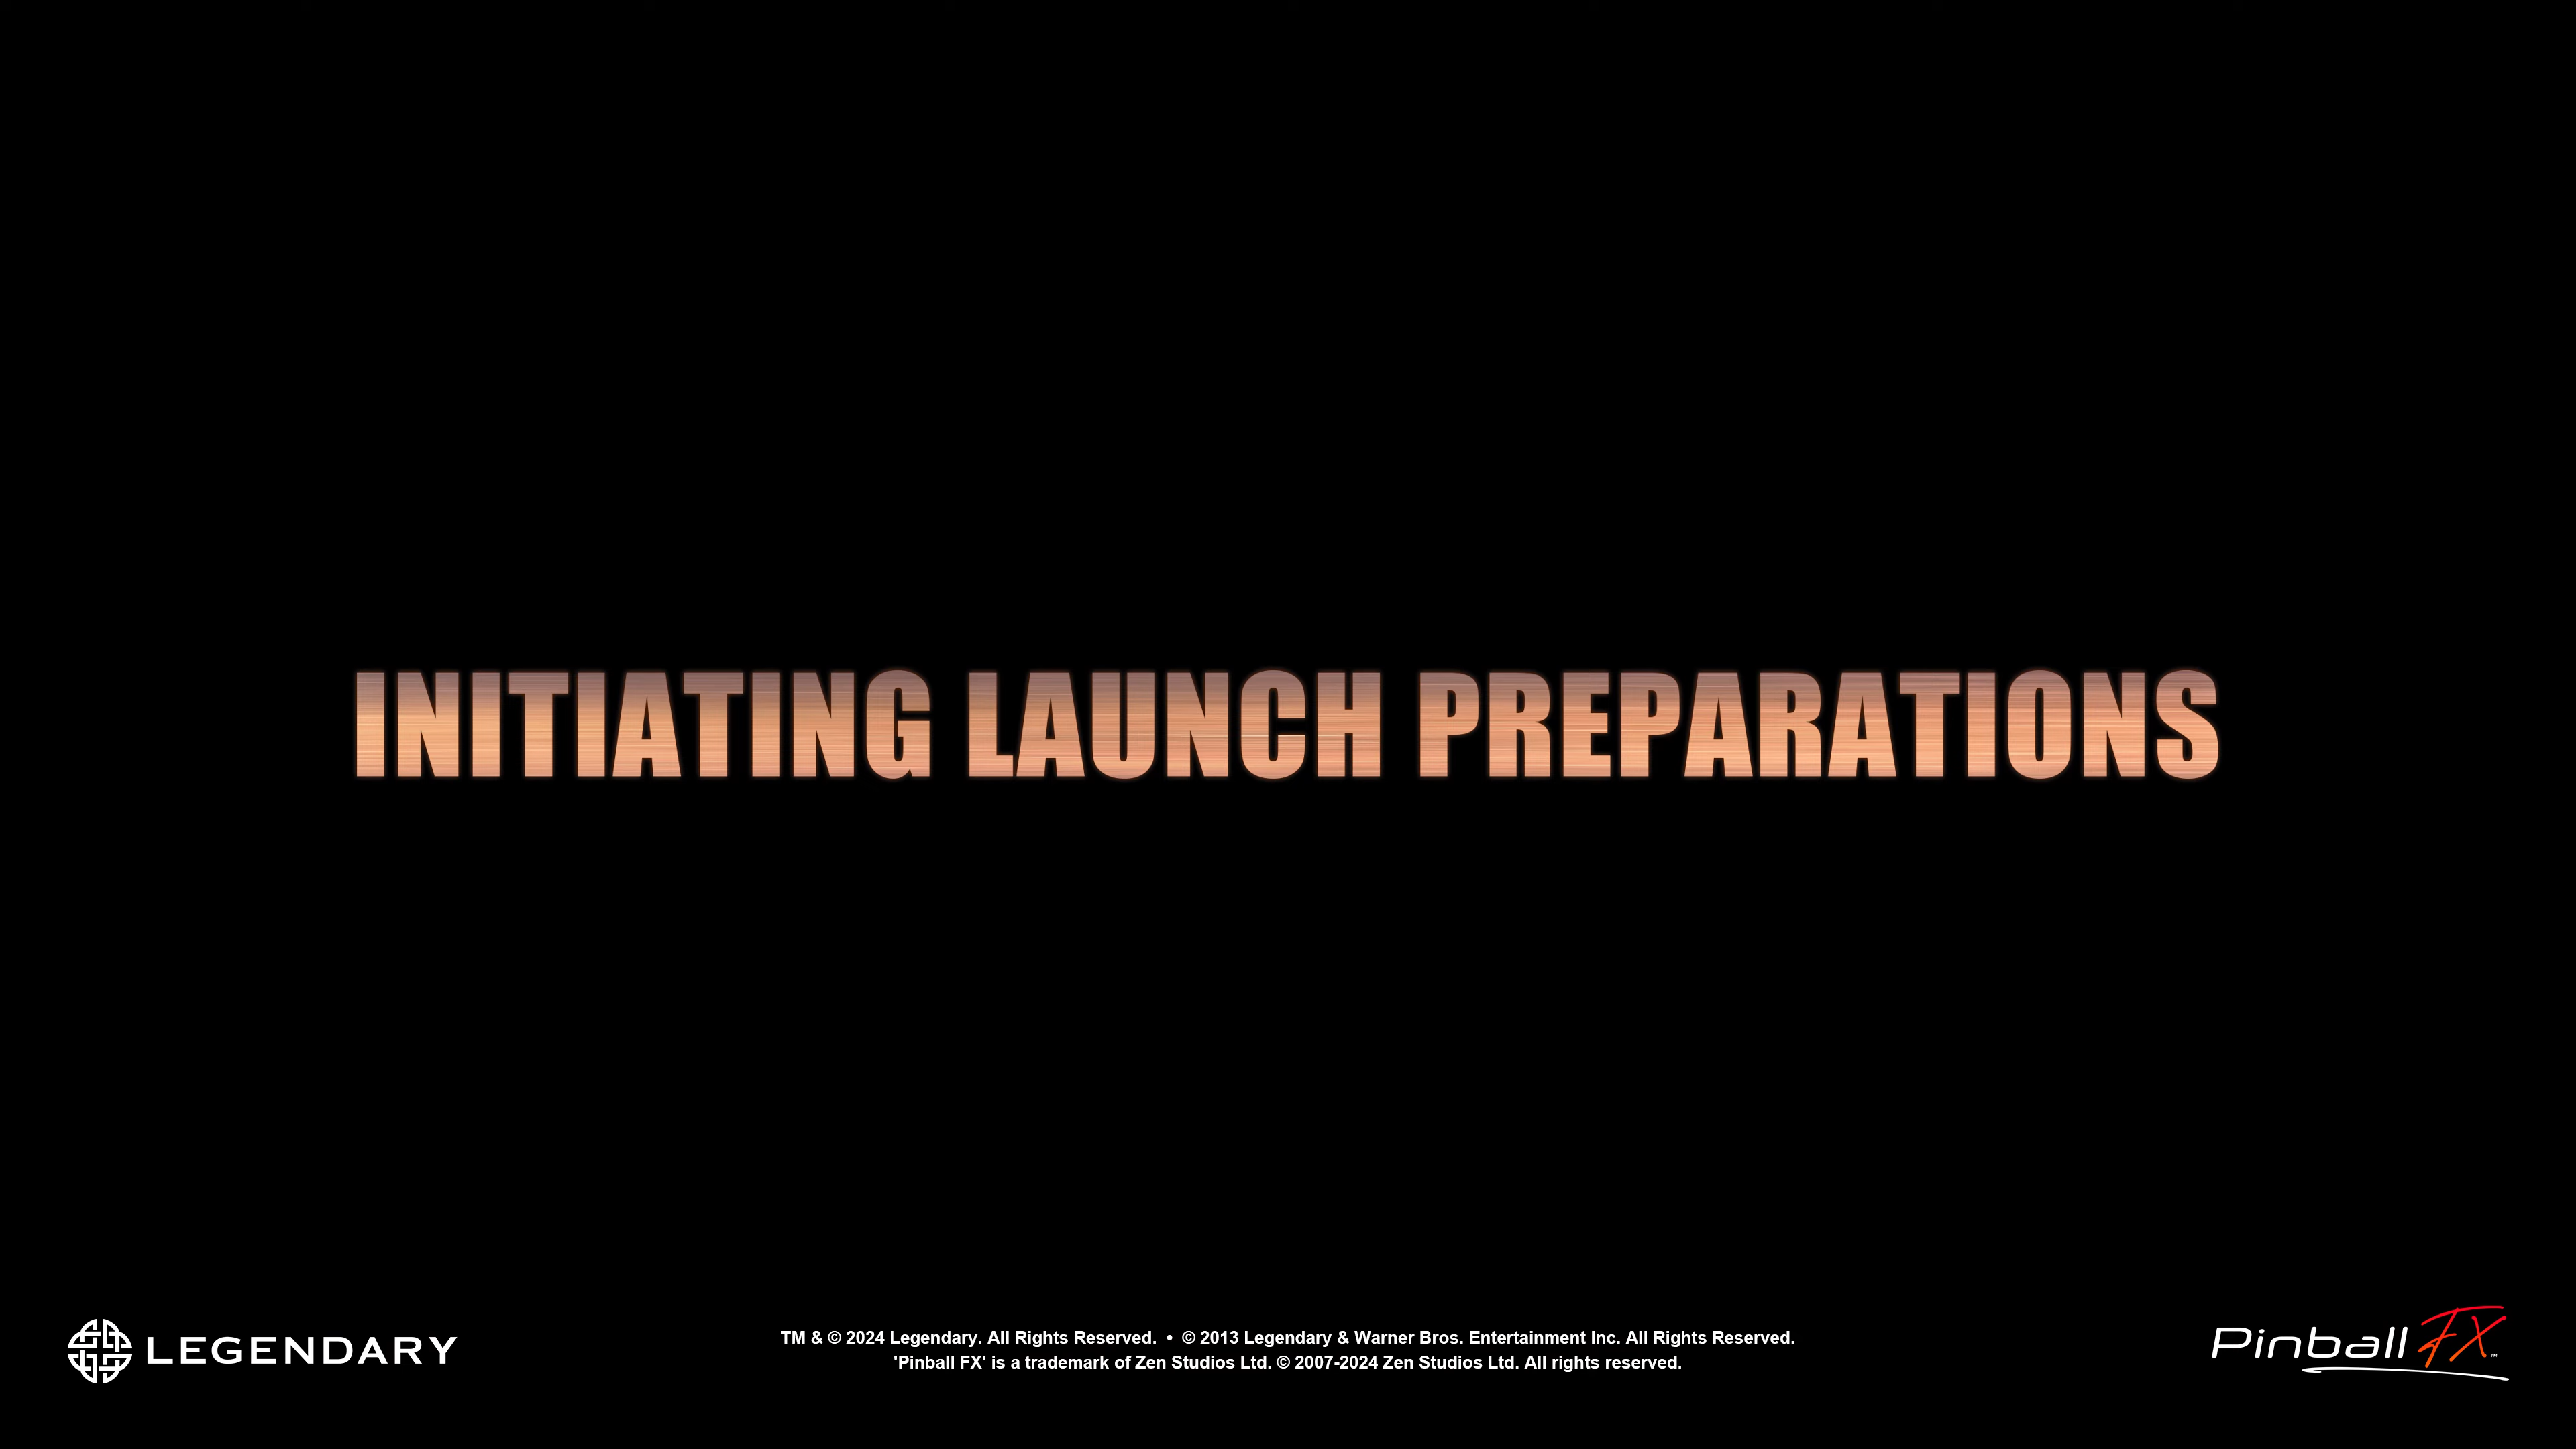 INITIATING LAUNCH PREPARATIONS
LEGENDARY
TM & © 2024 Legendary. All Rights Reserved. • © 2013 Legendary & Warner Bros. Entertainment Inc. All Rights Reserved.
'Pinball FX' is a trademark of Zen Studios Ltd. © 2007-2024 Zen Studios Ltd. All rights reserved.
Pinball FX™